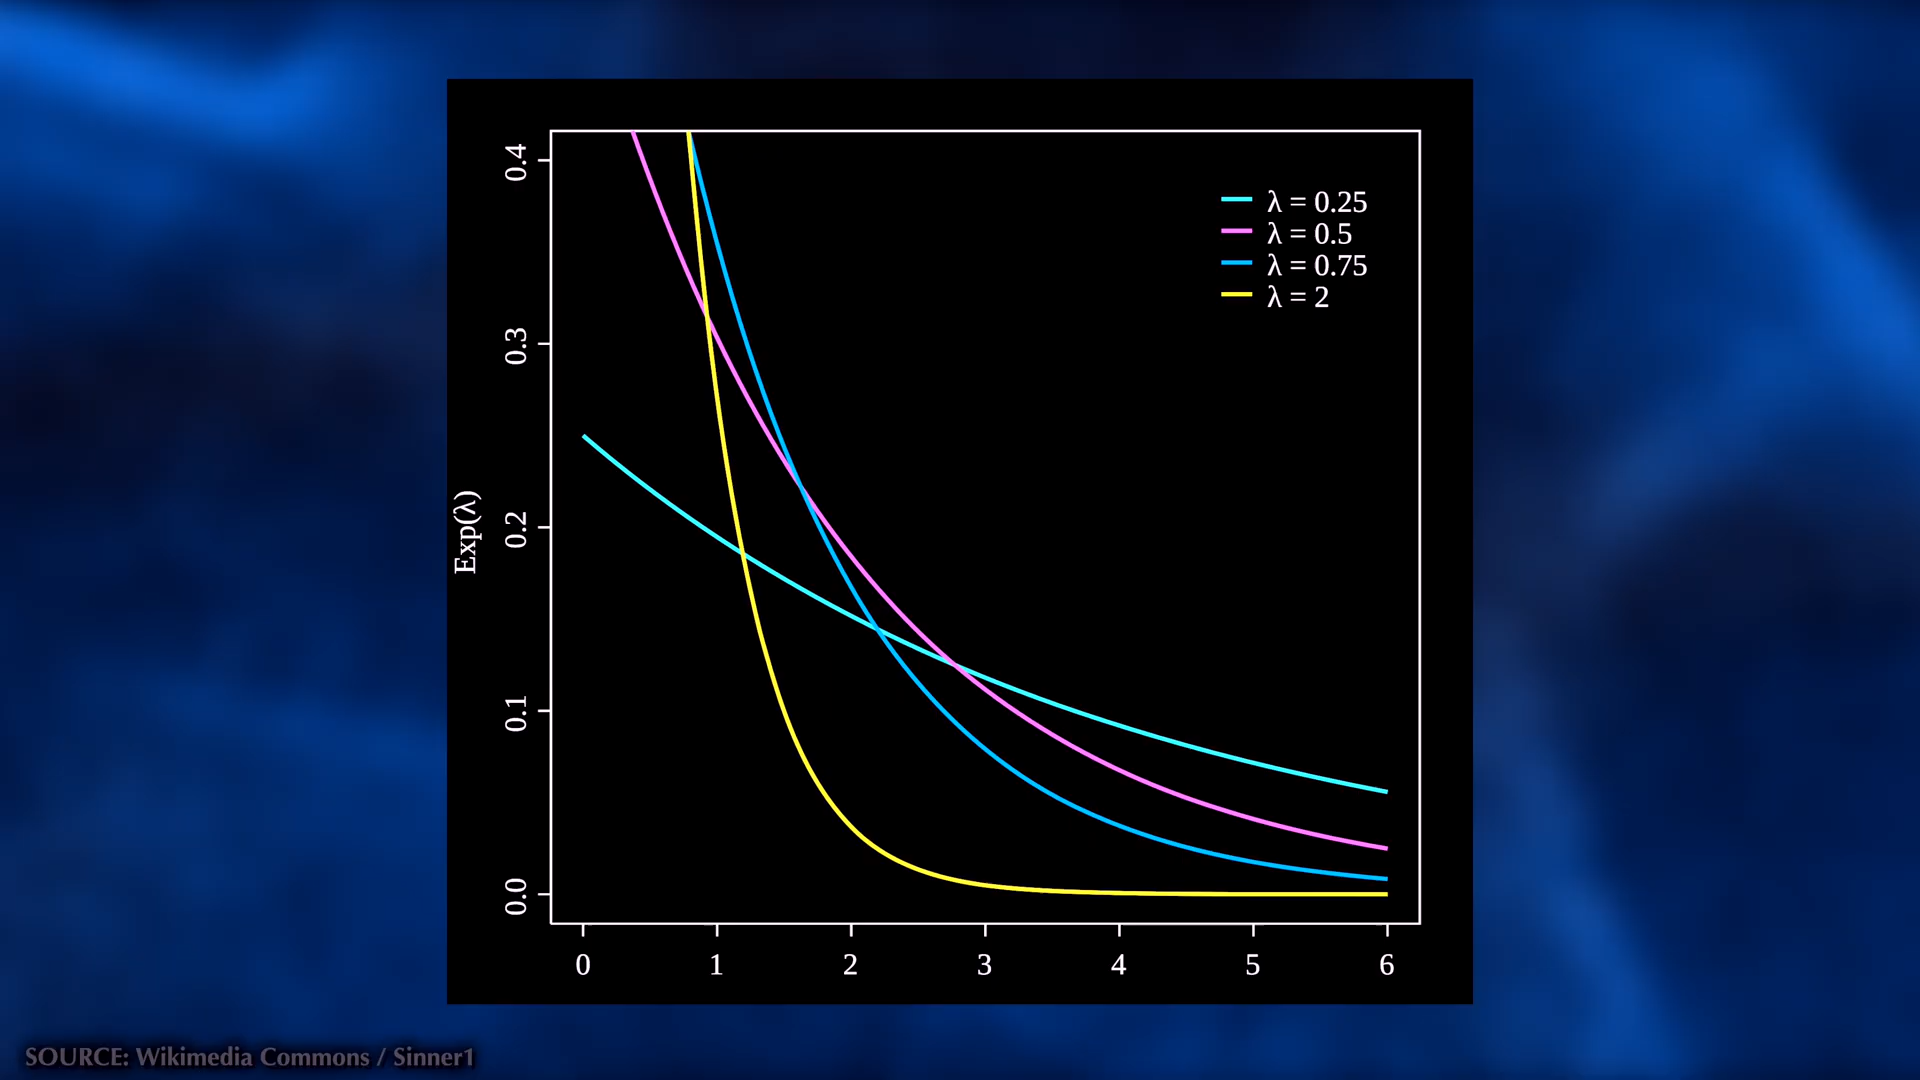 0.4
0.3
0.2
0.1
0.0
Exp(λ)
λ = 0.25
λ = 0.5
λ = 0.75
λ = 2
0 1 2 3 4 5 6
SOURCE: Wikimedia Commons / Sinner1